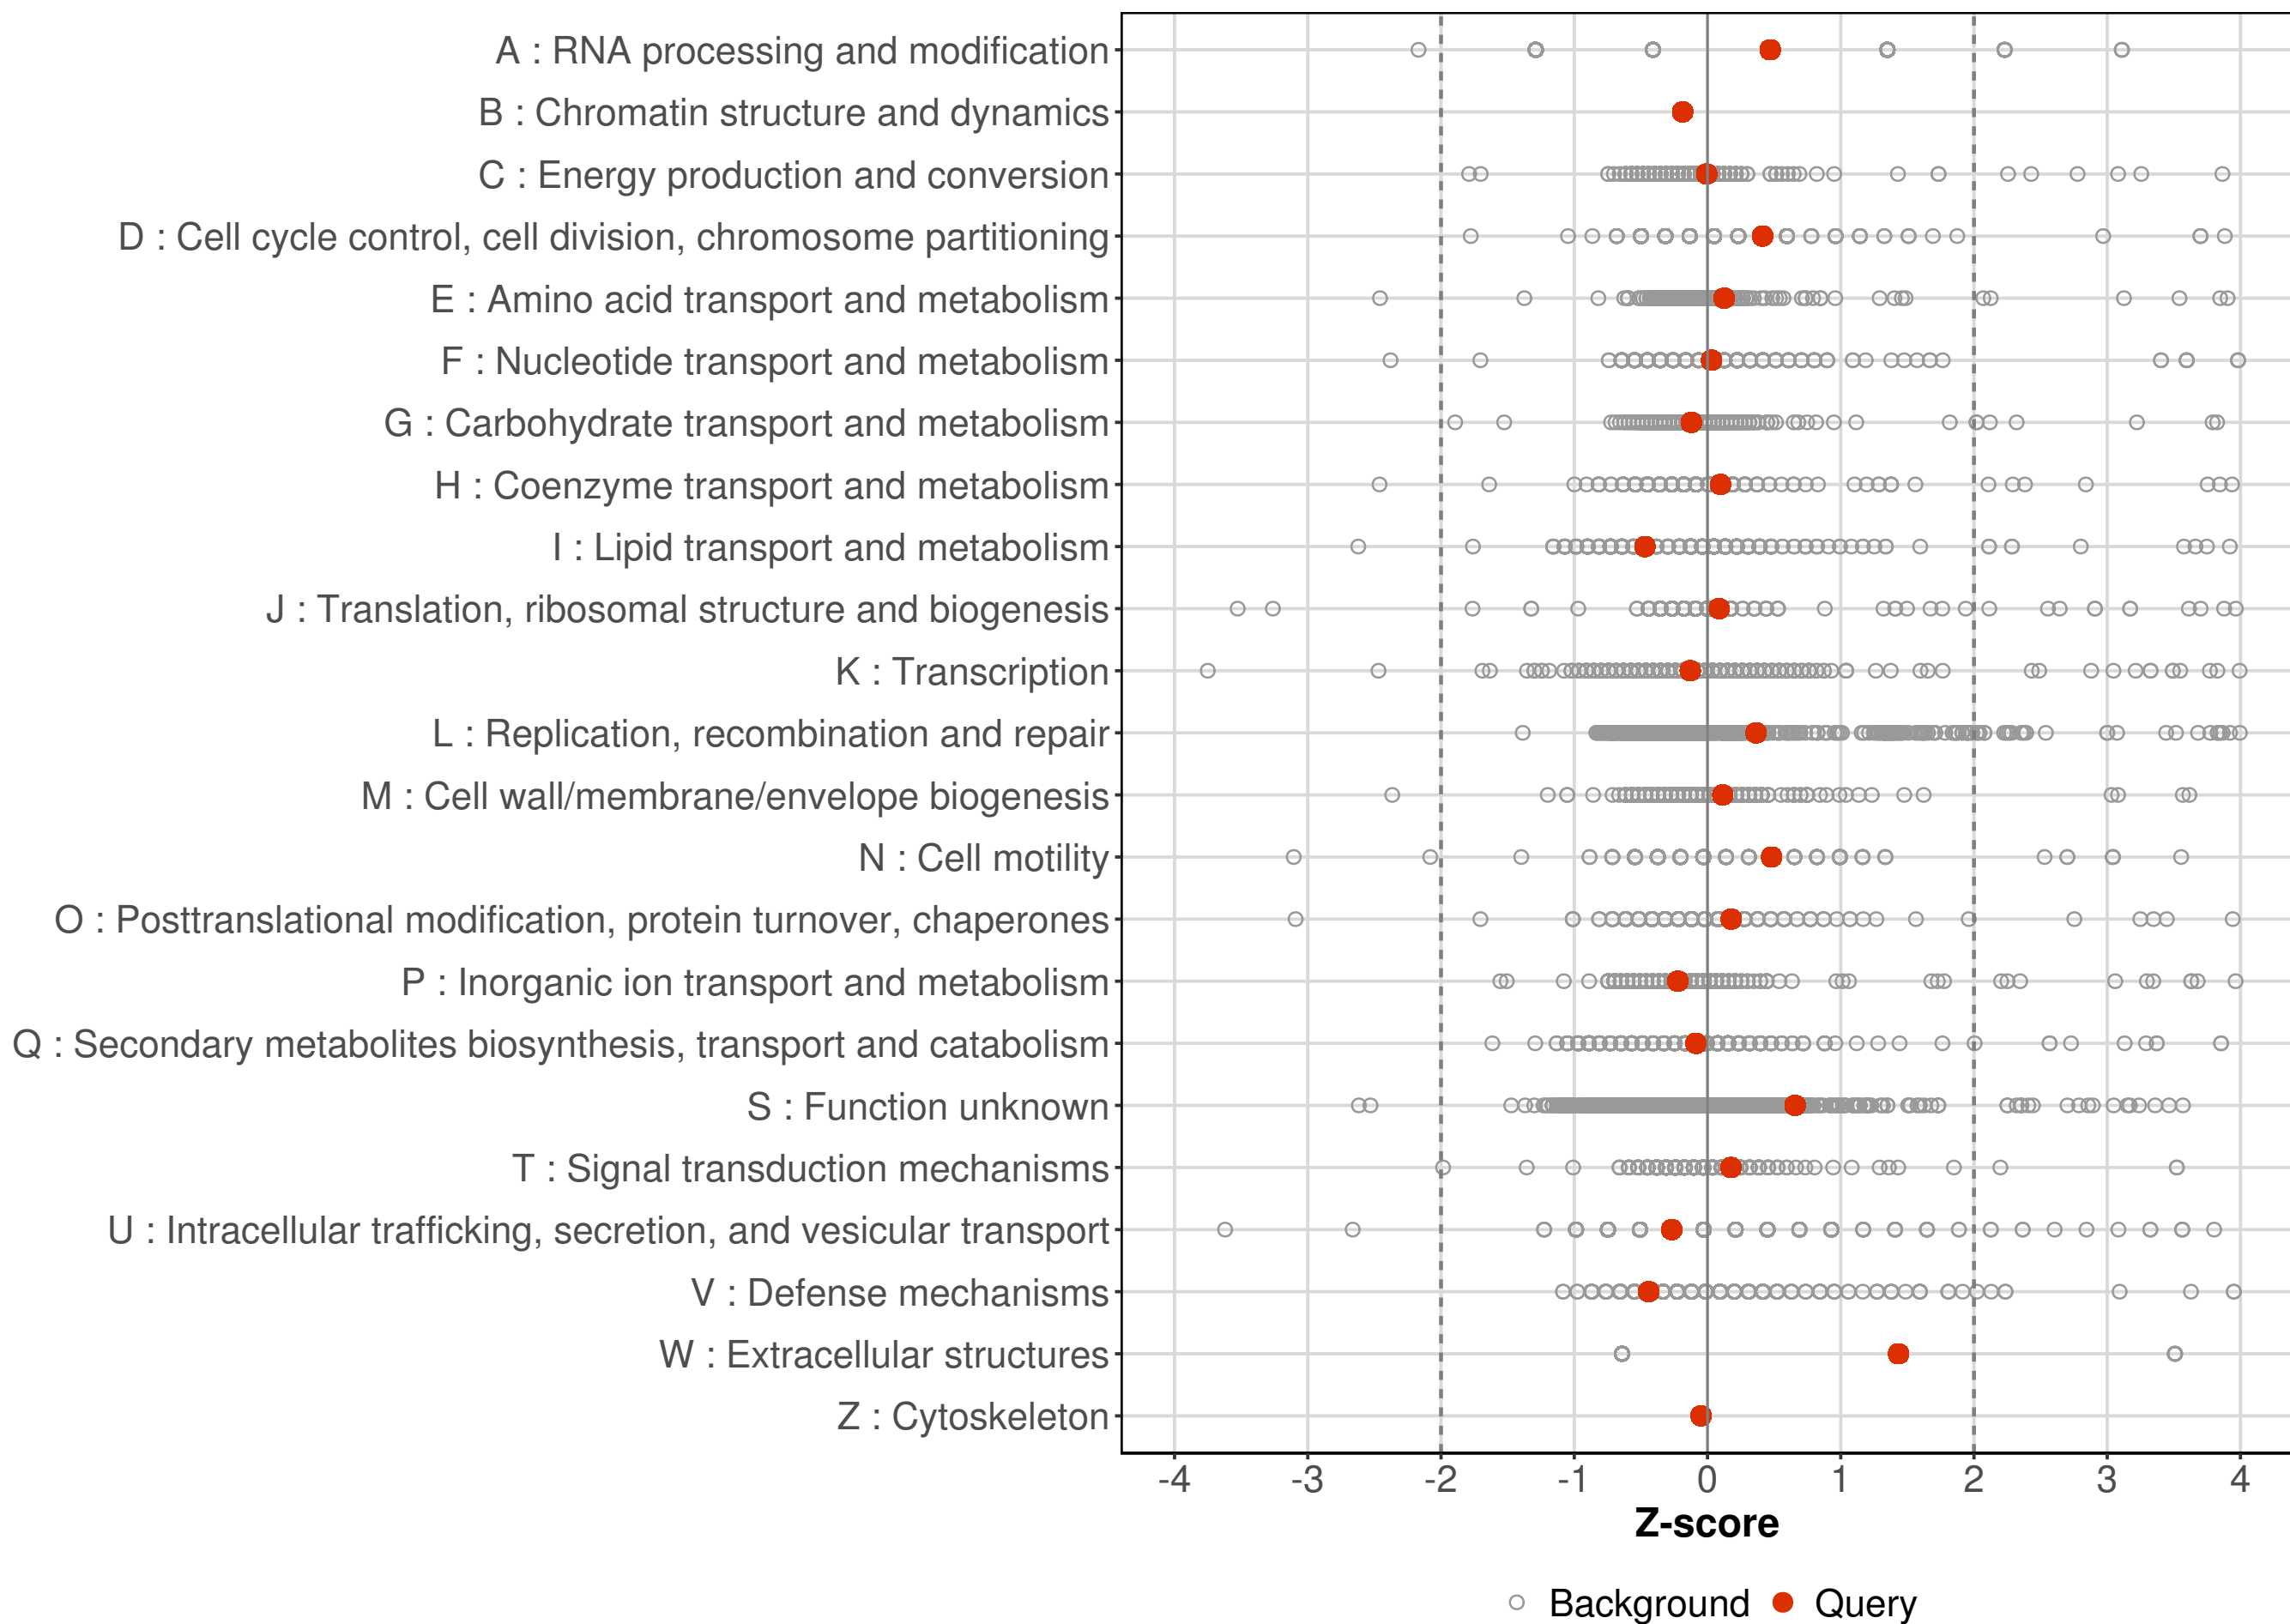 A : RNA processing and modification
B : Chromatin structure and dynamics
C : Energy production and conversion
D : Cell cycle control, cell division, chromosome partitioning
E : Amino acid transport and metabolism
F : Nucleotide transport and metabolism
G : Carbohydrate transport and metabolism
H : Coenzyme transport and metabolism
I : Lipid transport and metabolism
J : Translation, ribosomal structure and biogenesis
K : Transcription
L : Replication, recombination and repair
M : Cell wall/membrane/envelope biogenesis
N : Cell motility
O : Posttranslational modification, protein turnover, chaperones
P : Inorganic ion transport and metabolism
Q : Secondary metabolites biosynthesis, transport and catabolism
S : Function unknown
T : Signal transduction mechanisms
U : Intracellular trafficking, secretion, and vesicular transport
V : Defense mechanisms
W : Extracellular structures
Z : Cytoskeleton
-4 -3 -2 -1 0 1 2 3 4
Z-score
Background Query